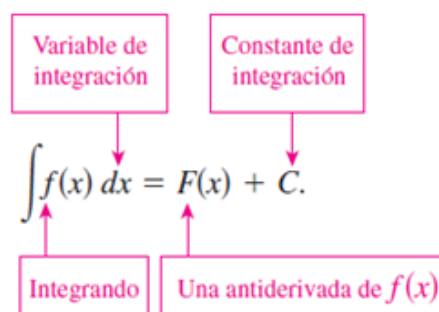 Variable de
integración
Constante de
integración
∫f(x) dx = F(x) + C.
Integrando
Una antiderivada de f(x)